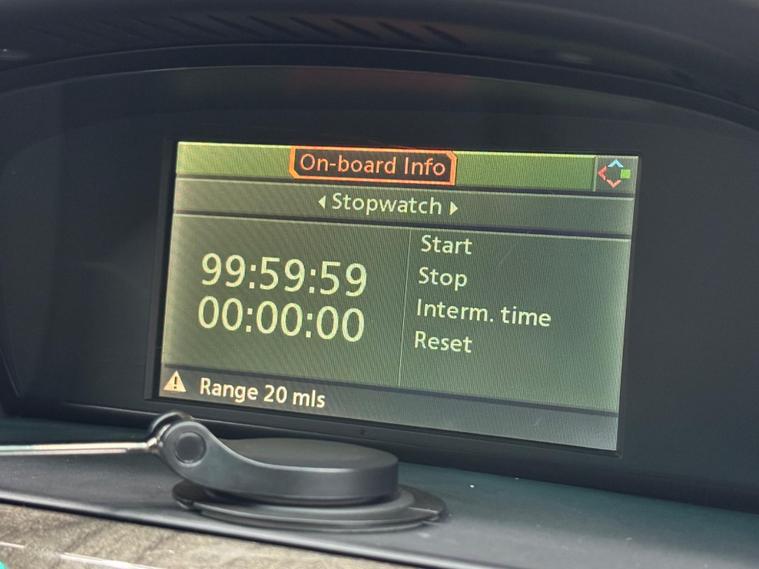 On-board Info
Stopwatch
99:59:59
00:00:00
Start
Stop
Interm. time
Reset
Range 20 mls